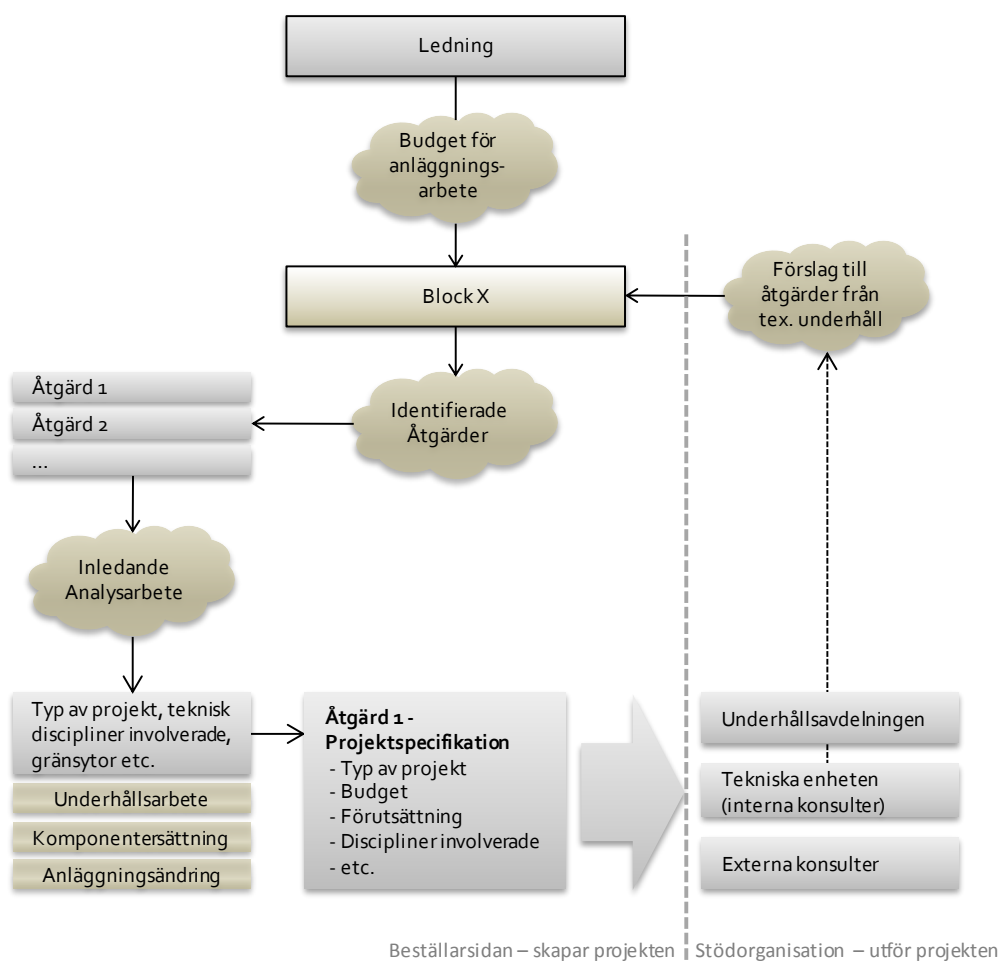 Ledning
Budget för
anläggnings-
arbete
Block X
Förslag till
åtgärder från
tex. underhåll
Identifierade
Åtgärder
Åtgärd 1
Åtgärd 2
...
Inledande
Analysarbete
Typ av projekt, teknisk
discipliner involverade,
gränsytor etc.
Underhållsarbete
Komponentersättning
Anläggningsändring
Åtgärd 1 -
Projektspecifikation
- Typ av projekt
- Budget
- Förutsättning
- Discipliner involverade
- etc.
Underhållsavdelningen
Tekniska enheten
(interna konsulter)
Externa konsulter
Beställarsidan – skapar projekten
Stödorganisation – utför projekten